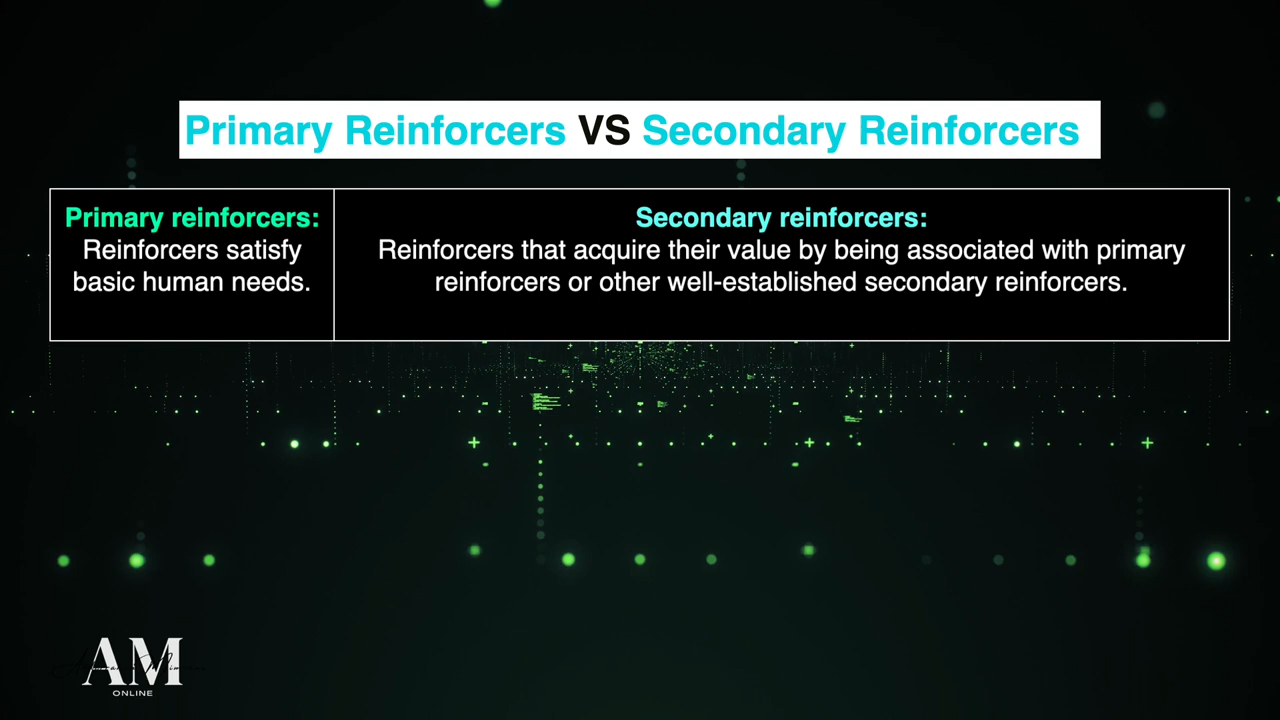 Primary Reinforcers VS Secondary Reinforcers
Primary reinforcers:
Reinforcers satisfy
basic human needs.
Secondary reinforcers:
Reinforcers that acquire their value by being associated with primary
reinforcers or other well-established secondary reinforcers.
AM
ONLINE